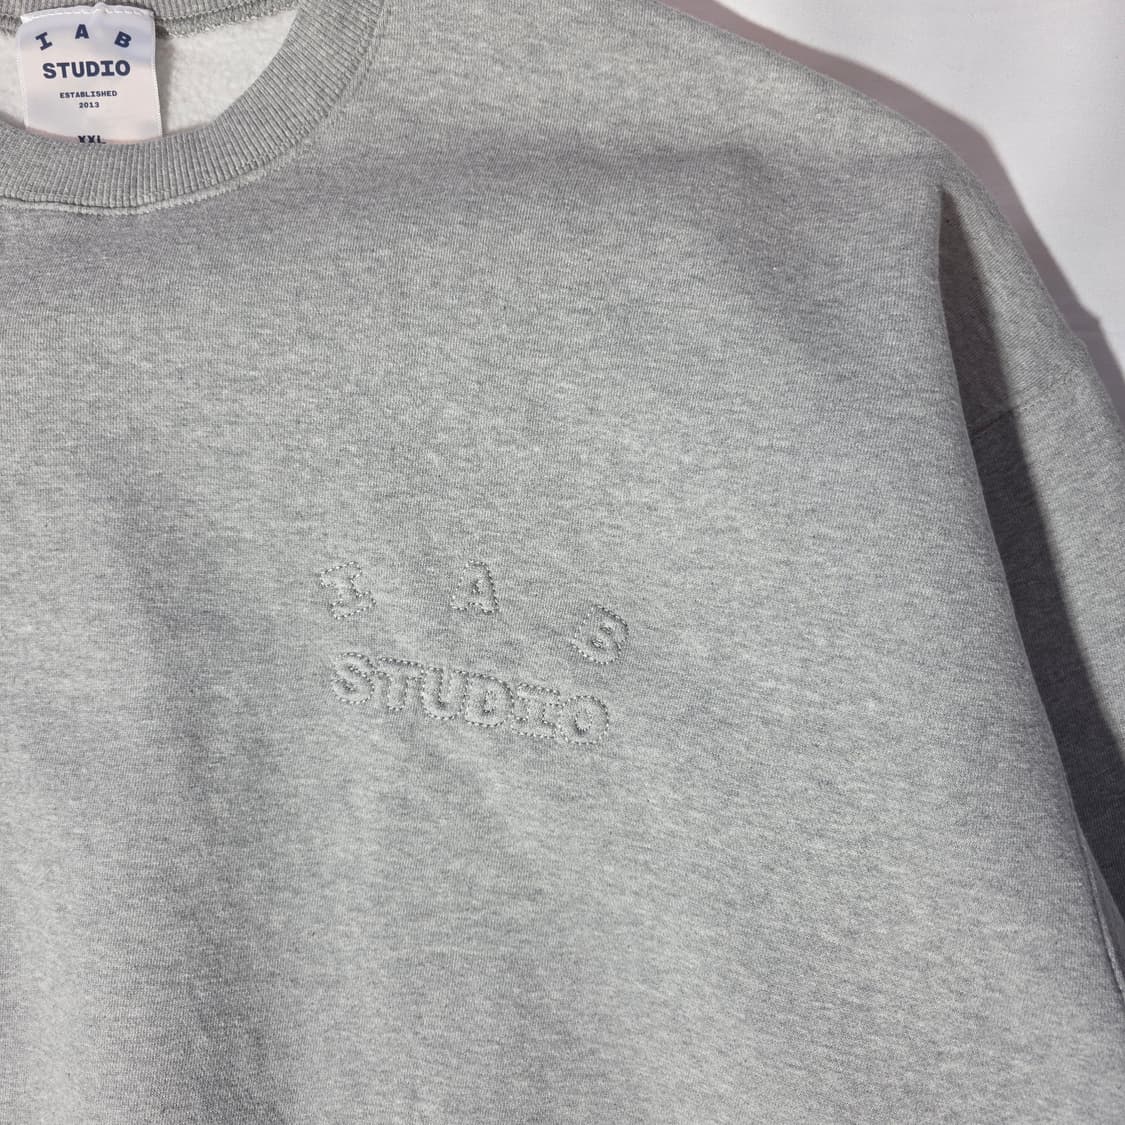 I A B
STUDIO
ESTABLISHED
2013
XXL
I A B
STUDIO